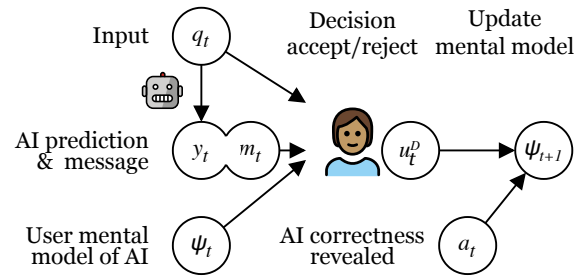 Input
q_t
Decision
accept/reject
Update
mental model
AI prediction
& message
y_t
m_t
u_t^D
ψ_{t+1}
User mental
model of AI
ψ_t
AI correctness
revealed
a_t